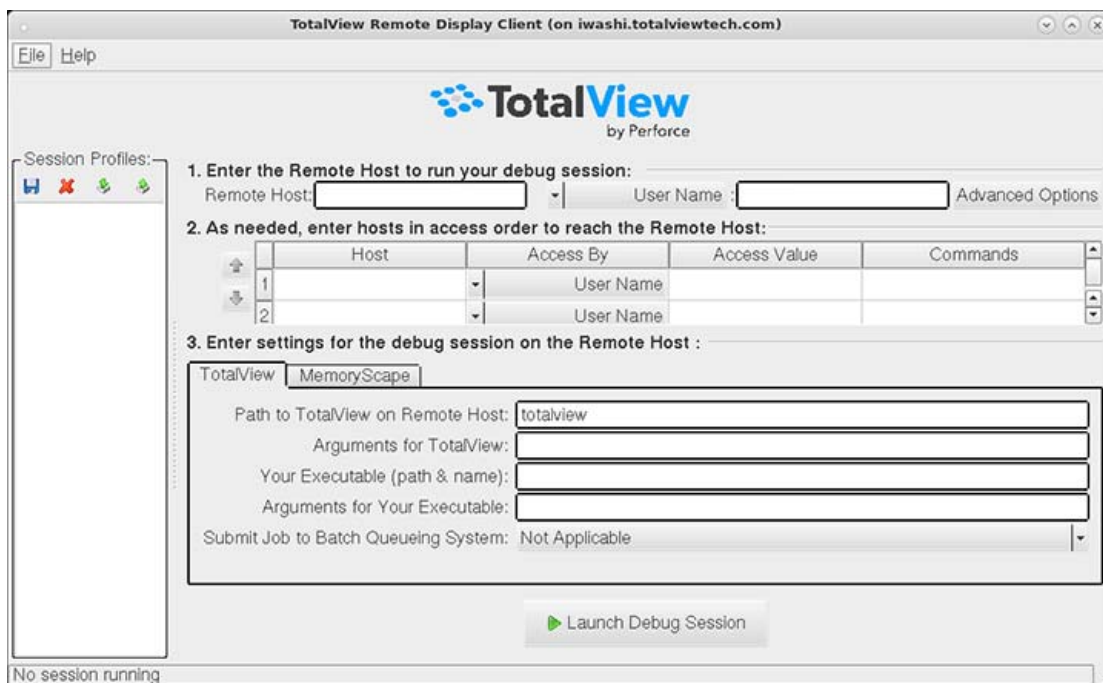 TotalView Remote Display Client (on iwashi.totalviewtech.com)
File Help
TotalView
by Perforce
Session Profiles:
1. Enter the Remote Host to run your debug session:
Remote Host: User Name : Advanced Options
2. As needed, enter hosts in access order to reach the Remote Host:
Host Access By Access Value Commands
1 User Name
2 User Name
3. Enter settings for the debug session on the Remote Host :
TotalView MemoryScape
Path to TotalView on Remote Host: totalview
Arguments for TotalView:
Your Executable (path & name):
Arguments for Your Executable:
Submit Job to Batch Queueing System: Not Applicable
Launch Debug Session
No session running